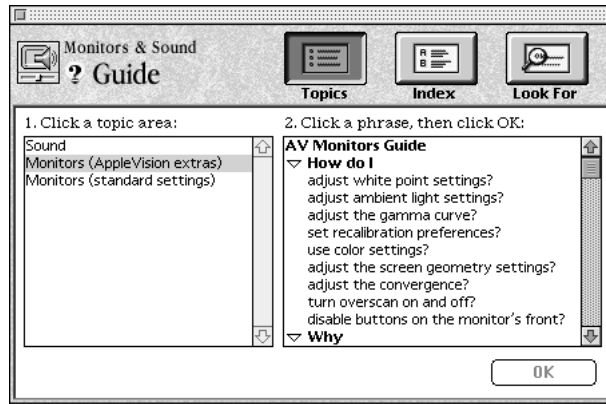 Monitors & Sound
? Guide
Topics
Index
Look For
1. Click a topic area:
Sound
Monitors (AppleVision extras)
Monitors (standard settings)
2. Click a phrase, then click OK:
AV Monitors Guide
How do I
adjust white point settings?
adjust ambient light settings?
adjust the gamma curve?
set recalibration preferences?
use color settings?
adjust the screen geometry settings?
adjust the convergence?
turn overscan on and off?
disable buttons on the monitor's front?
Why
OK